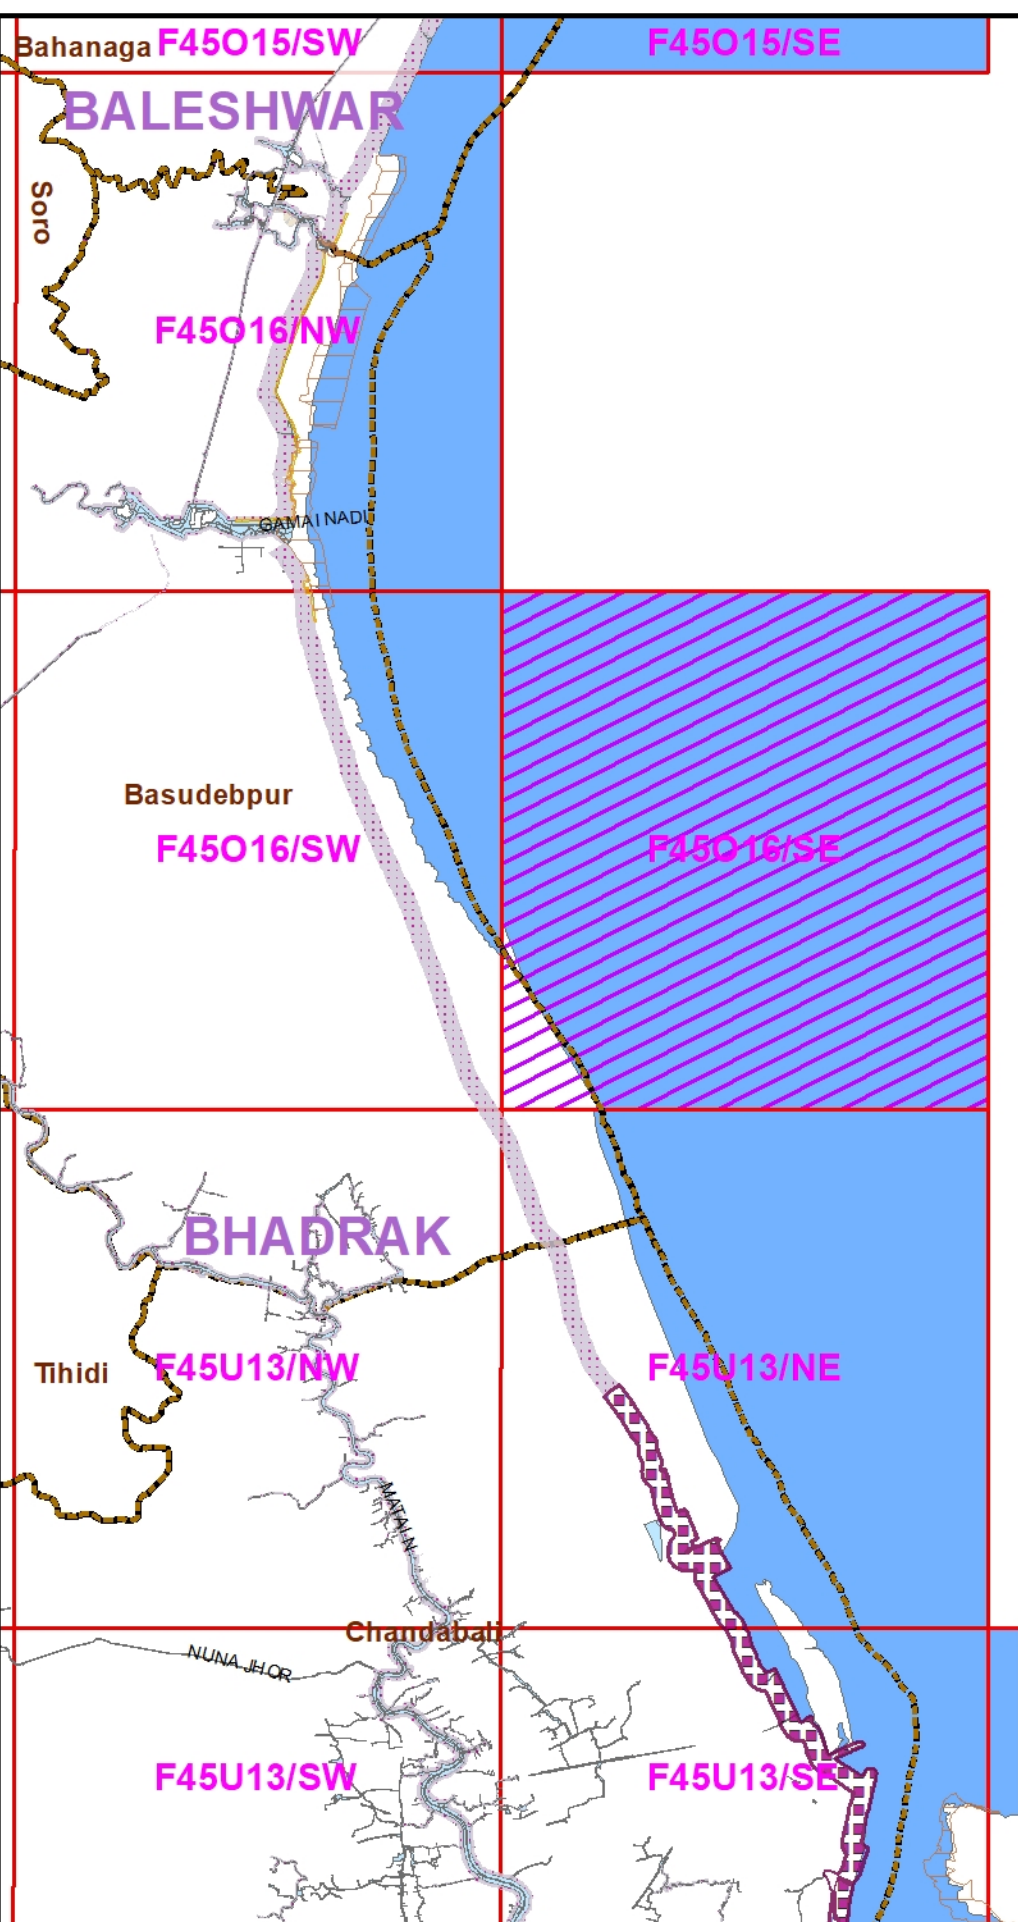 Bahanaga
F45O15/SW
F45O15/SE
BALESHWAR
Soro
F45O16/NW
GAMAI NADI
Basudebpur
F45O16/SW
F45O16/SE
BHADRAK
Tihidi
F45U13/NW
F45U13/NE
MATAI N
Chandabali
NUNA JHOR
F45U13/SW
F45U13/SE